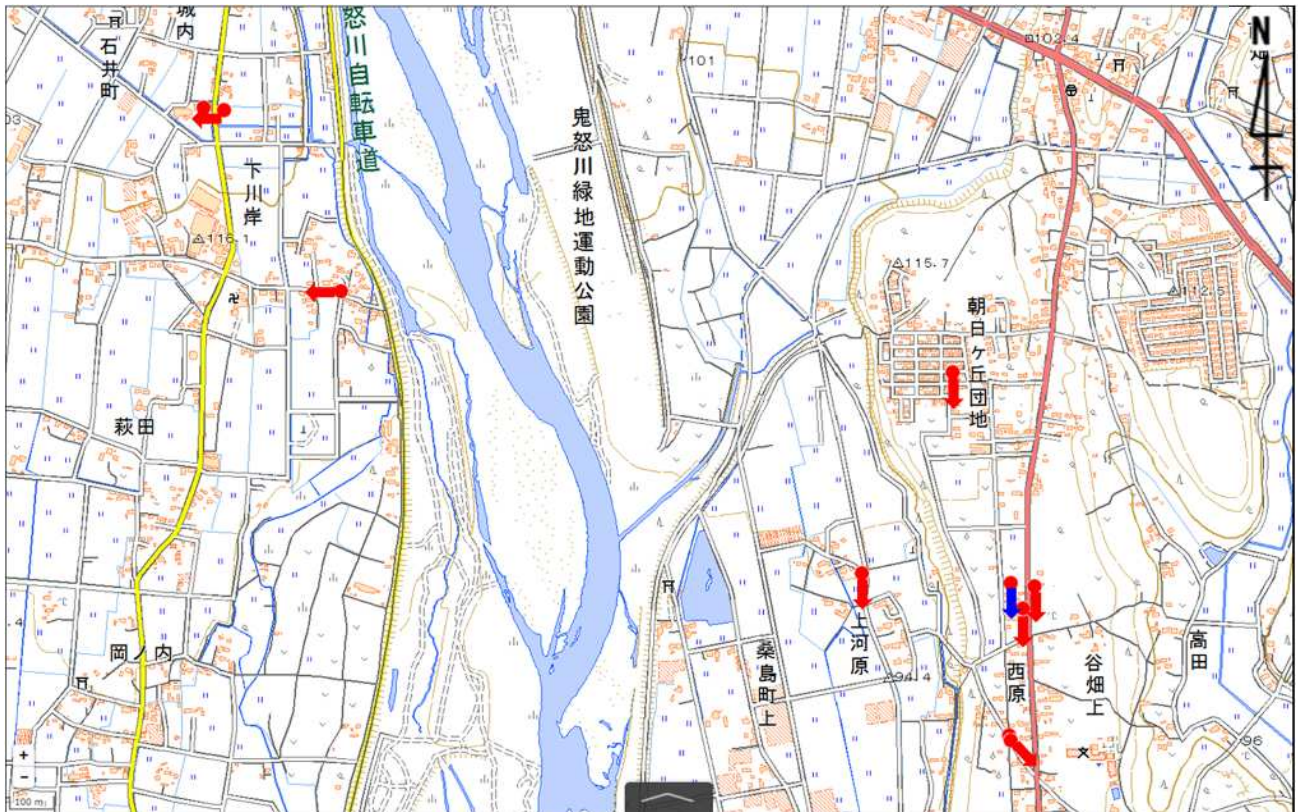 城内
石井町
怒川自転車道
鬼怒川緑地運動公園
下川岸
116.1
101
102.4
畑
N
115.7
112.5
朝日ヶ丘団地
萩田
岡ノ内
桑島町上
上河原
94.4
西原
谷畑上
高田
96
+
−
100 m